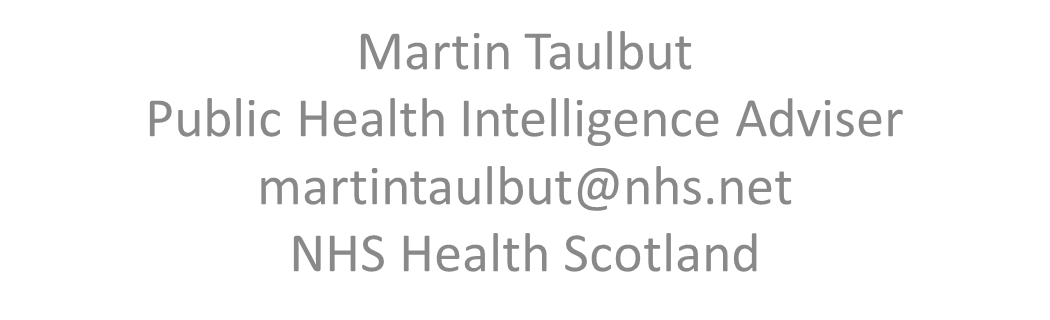 Martin Taulbut
Public Health Intelligence Adviser
martintaulbut@nhs.net
NHS Health Scotland